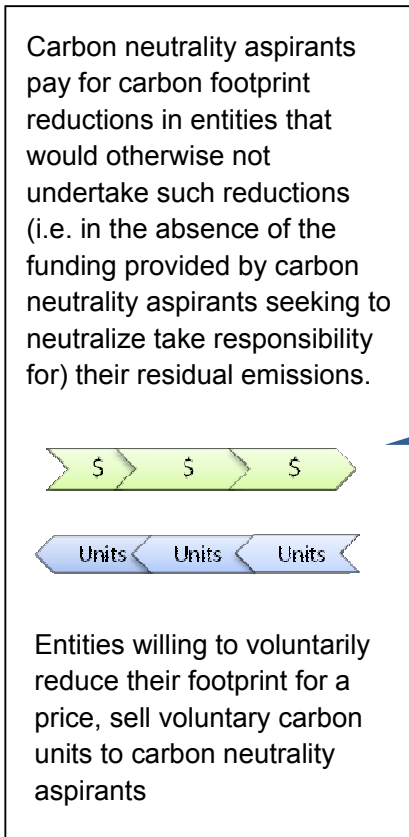 Carbon neutrality aspirants
pay for carbon footprint
reductions in entities that
would otherwise not
undertake such reductions
(i.e. in the absence of the
funding provided by carbon
neutrality aspirants seeking to
neutralize take responsibility
for) their residual emissions.
$ $ $
Units Units Units
Entities willing to voluntarily
reduce their footprint for a
price, sell voluntary carbon
units to carbon neutrality
aspirants